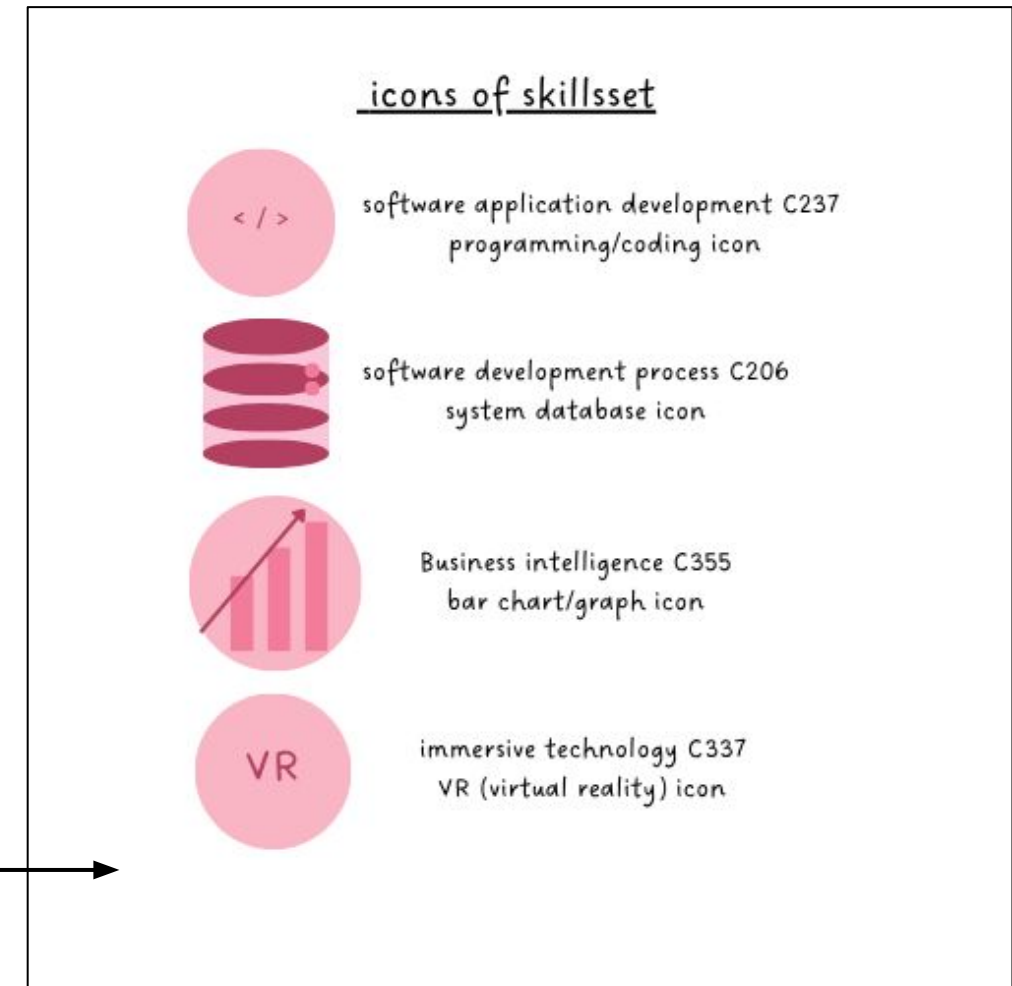 icons of skillsset
< / >
software application development C237
programming/coding icon
software development process C206
system database icon
Business intelligence C355
bar chart/graph icon
VR
immersive technology C337
VR (virtual reality) icon